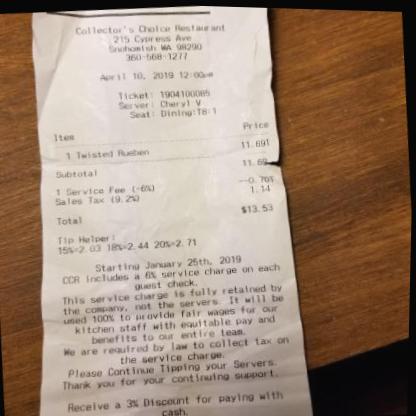 Collector's Choice Restaurant
215 Cypress Ave
Snohomish WA 98290
360-568-1277
April 10, 2019 12:00pm
Ticket: 1904100085
Server: Cheryl V
Seat: Dining:T8:1
Item Price
1 Twisted Rueben 11.69T
Subtotal 11.69
1 Service Fee (-6%) --0.70T
Sales Tax (9.2%) 1.14
Total $13.53
Tip Helper:
15%=2.03 18%=2.44 20%=2.71
Starting January 25th, 2019
CCR includes a 6% service charge on each
guest check.
This service charge is fully retained by
the company, not the servers. It will be
used 100% to provide fair wages for our
kitchen staff with equitable pay and
benefits to our entire team.
We are required by law to collect tax on
the service charge.
Please Continue Tipping your Servers.
Thank you for your continuing support.
Receive a 3% Discount for paying with
cash.